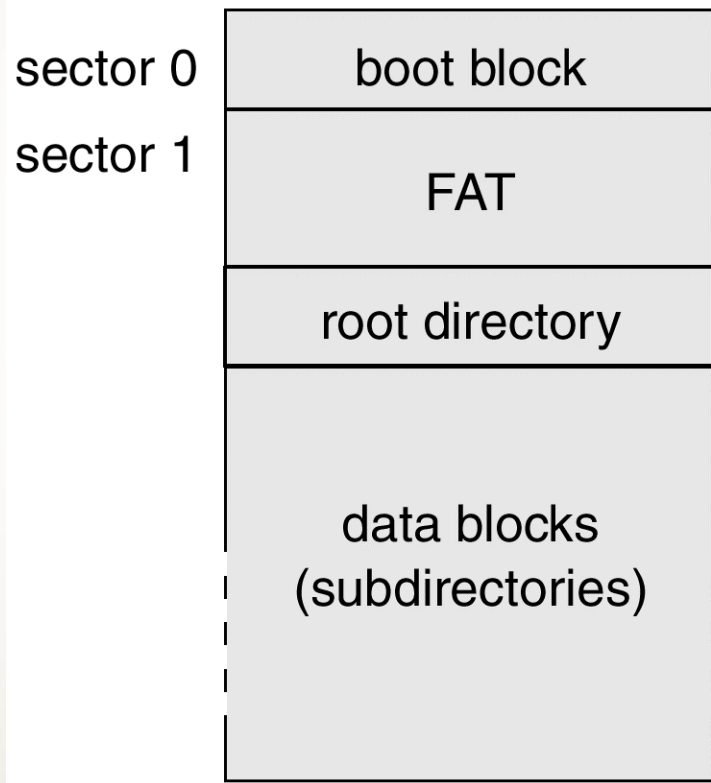 sector 0
boot block
sector 1
FAT
root directory
data blocks
(subdirectories)